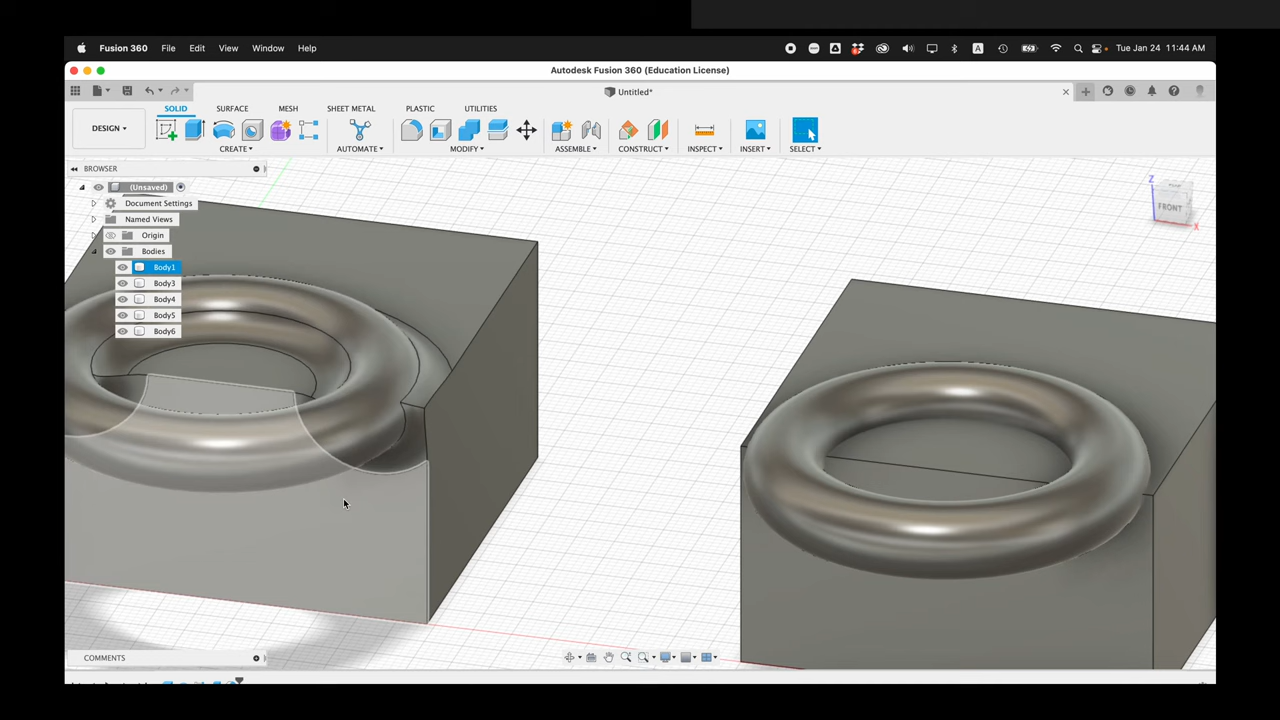 Fusion 360 File Edit View Window Help A Tue Jan 24 11:44 AM
Autodesk Fusion 360 (Education License)
Untitled*
SOLID SURFACE MESH SHEET METAL PLASTIC UTILITIES
DESIGN
CREATE AUTOMATE MODIFY ASSEMBLE CONSTRUCT INSPECT INSERT SELECT
BROWSER
(Unsaved)
Document Settings
Named Views
Origin
Bodies
Body1
Body3
Body4
Body5
Body6
Z
FRONT
X
COMMENTS